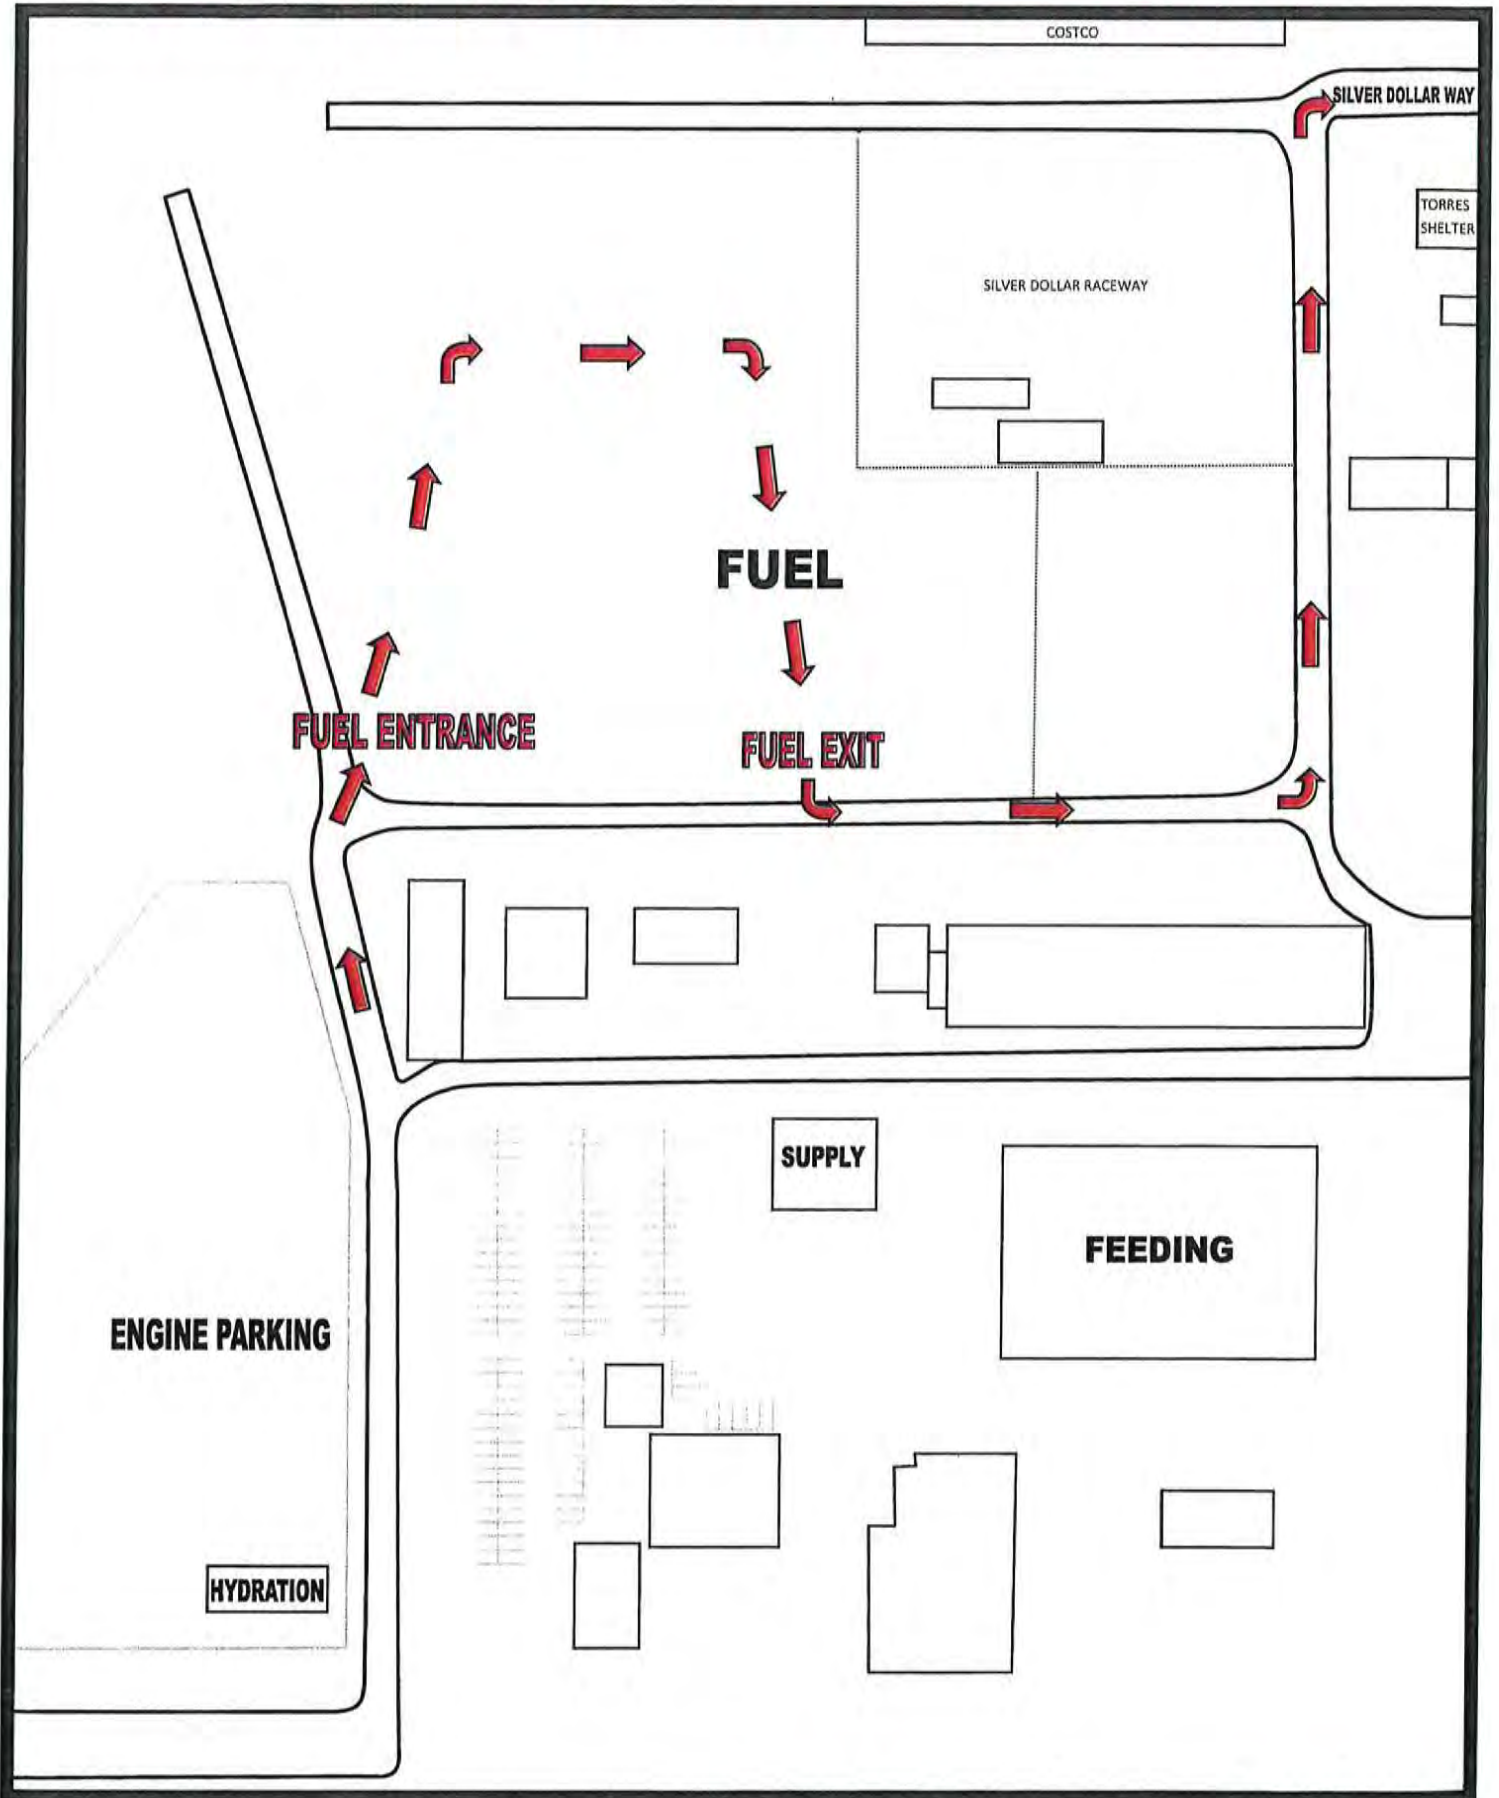 COSTCO
SILVER DOLLAR WAY
TORRES
SHELTER
SILVER DOLLAR RACEWAY
FUEL
FUEL ENTRANCE
FUEL EXIT
SUPPLY
FEEDING
ENGINE PARKING
HYDRATION